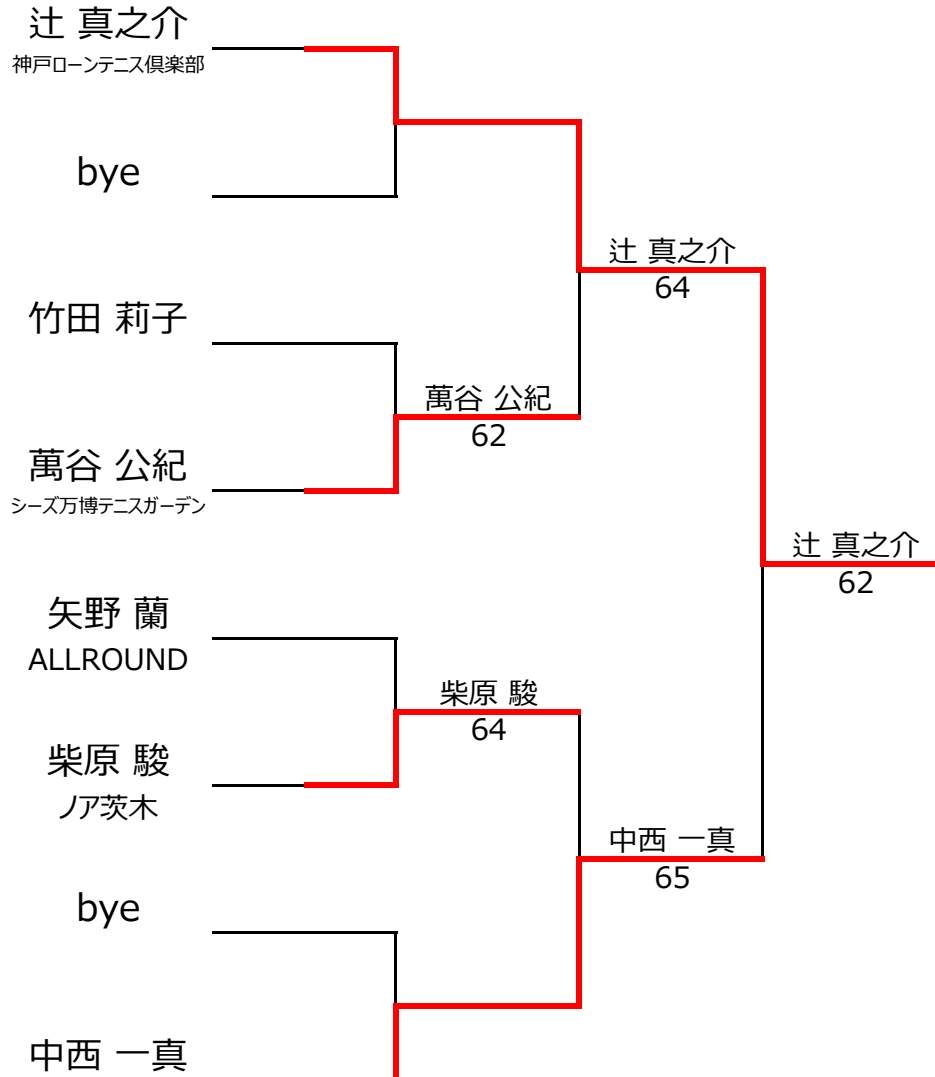 辻 真之介
神戸ローンテニス倶楽部
bye
辻 真之介
64
竹田 莉子
萬谷 公紀
62
萬谷 公紀
シーズ万博テニスガーデン
辻 真之介
62
矢野 蘭
ALLROUND
柴原 駿
64
柴原 駿
ノア茨木
中西 一真
65
bye
中西 一真